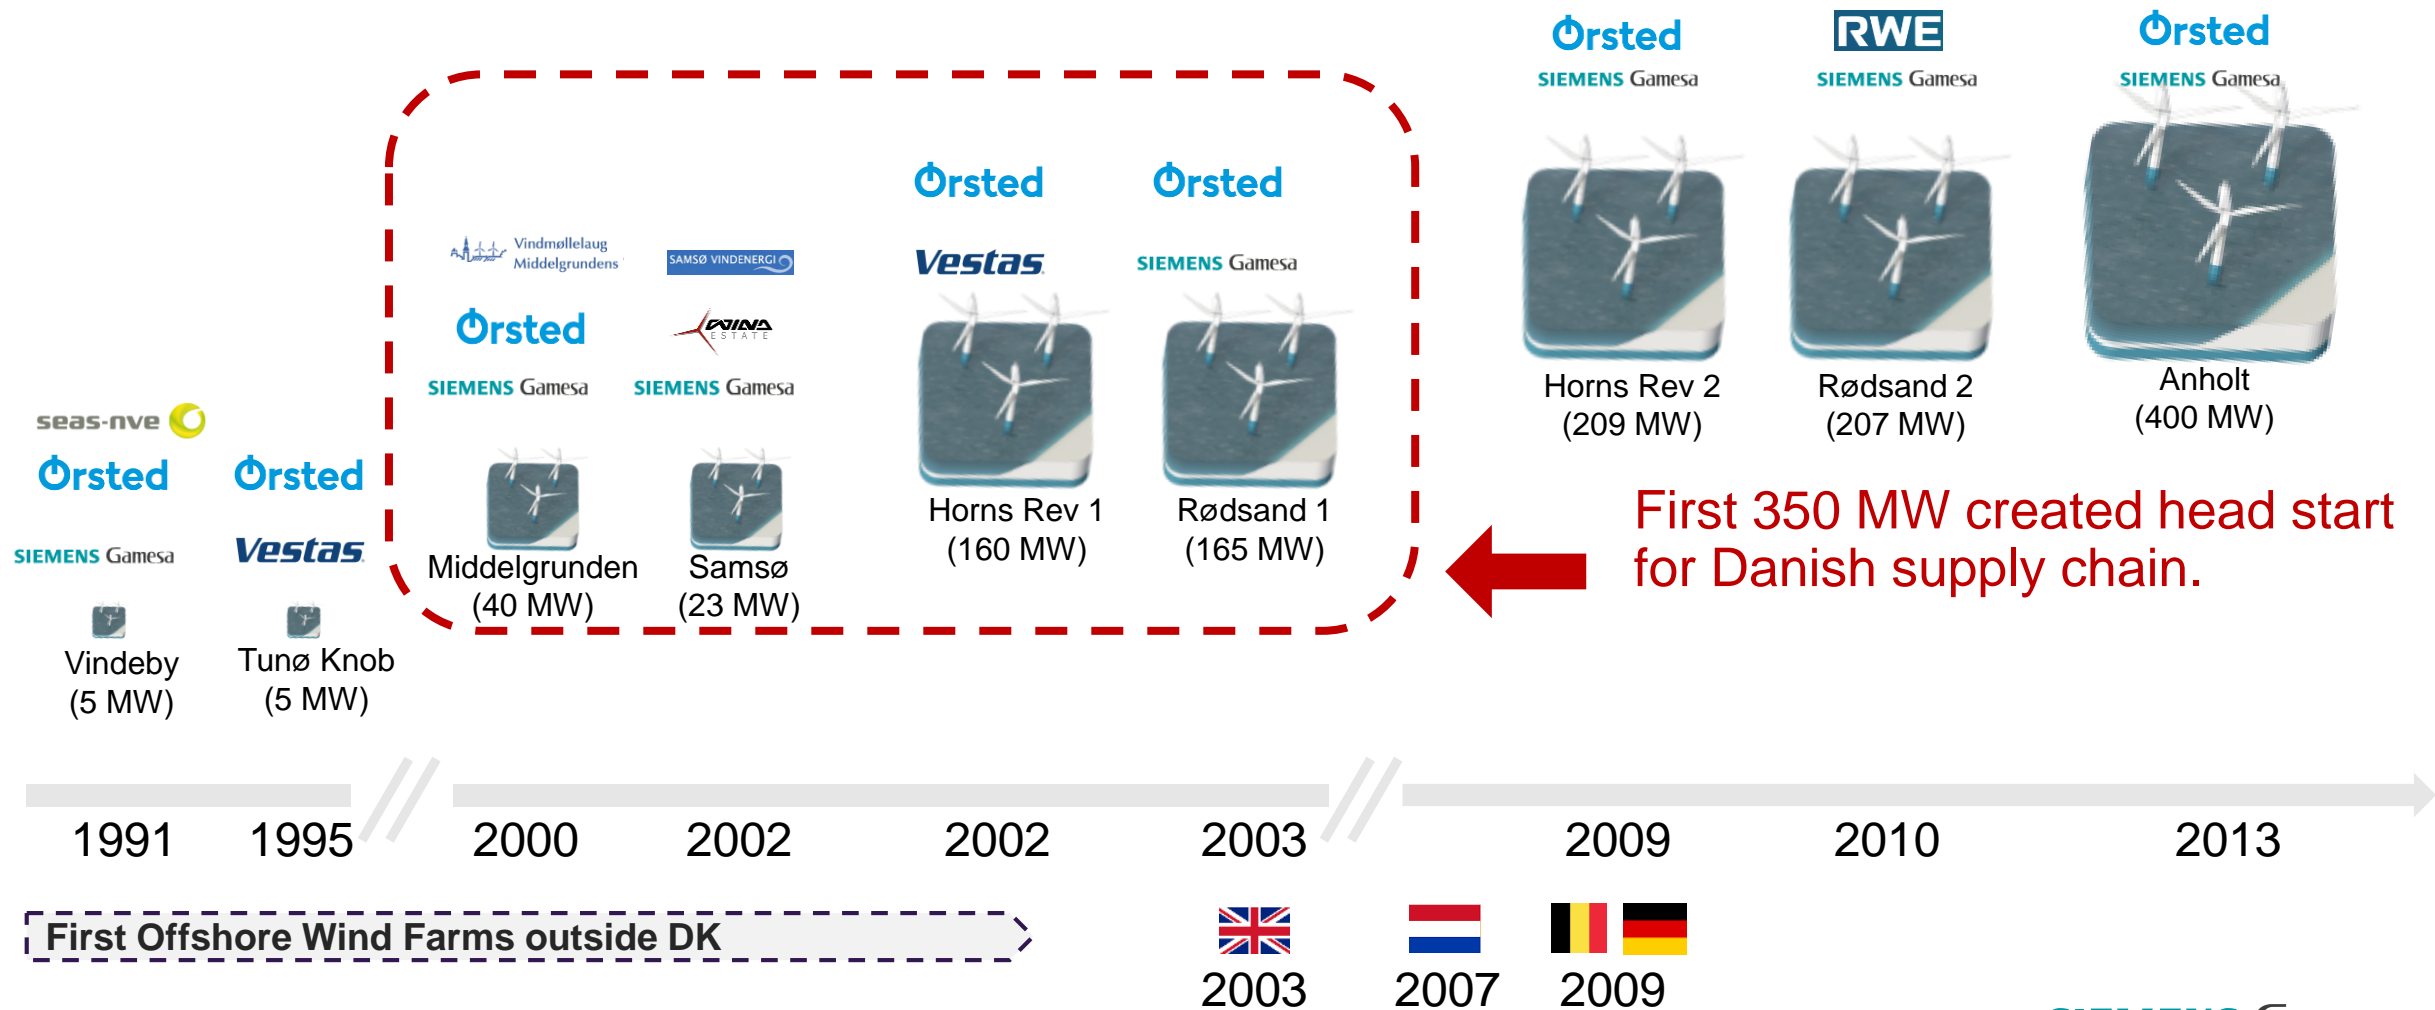 Ørsted
RWE
Ørsted
SIEMENS Gamesa
SIEMENS Gamesa
SIEMENS Gamesa
Ørsted
Ørsted
Vindmøllelaug
Middelgrundens
SAMSØ VINDENERGI
Vestas
SIEMENS Gamesa
Ørsted
WIND
ESTATE
SIEMENS Gamesa
SIEMENS Gamesa
Horns Rev 2
(209 MW)
Rødsand 2
(207 MW)
Anholt
(400 MW)
seas-nve
Ørsted
Ørsted
SIEMENS Gamesa
Vestas
Horns Rev 1
(160 MW)
Rødsand 1
(165 MW)
First 350 MW created head start
for Danish supply chain.
Middelgrunden
(40 MW)
Samsø
(23 MW)
Vindeby
(5 MW)
Tunø Knob
(5 MW)
1991
1995
2000
2002
2002
2003
2009
2010
2013
First Offshore Wind Farms outside DK
2003
2007
2009